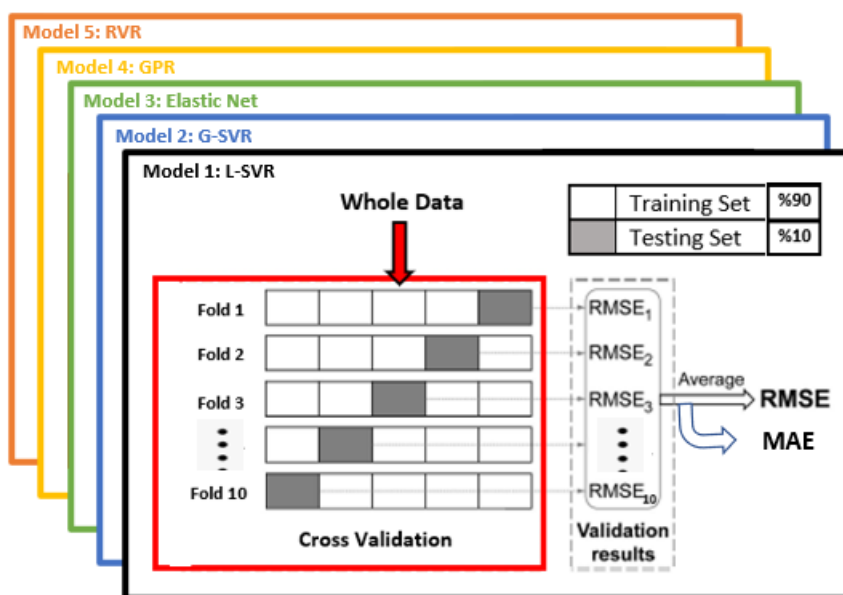 Model 5: RVR
Model 4: GPR
Model 3: Elastic Net
Model 2: G-SVR
Model 1: L-SVR
Whole Data
Training Set %90
Testing Set %10
Fold 1
RMSE1
Fold 2
RMSE2
Fold 3
RMSE3
Average
RMSE
MAE
Fold 10
RMSE10
Cross Validation
Validation
results